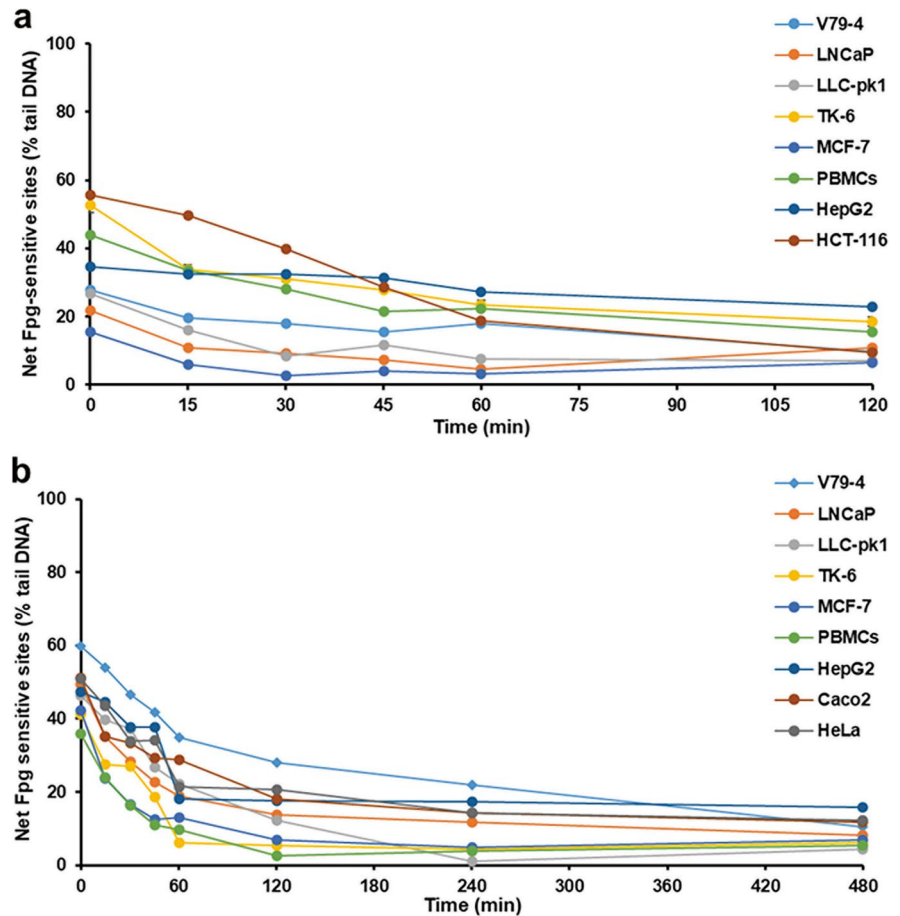 a
Net Fpg-sensitive sites (% tail DNA)
100
80
60
40
20
0
0 15 30 45 60 75 90 105 120
Time (min)
V79-4
LNCaP
LLC-pk1
TK-6
MCF-7
PBMCs
HepG2
HCT-116
b
Net Fpg sensitive sites (% tail DNA)
100
80
60
40
20
0
0 60 120 180 240 300 360 420 480
Time (min)
V79-4
LNCaP
LLC-pk1
TK-6
MCF-7
PBMCs
HepG2
Caco2
HeLa